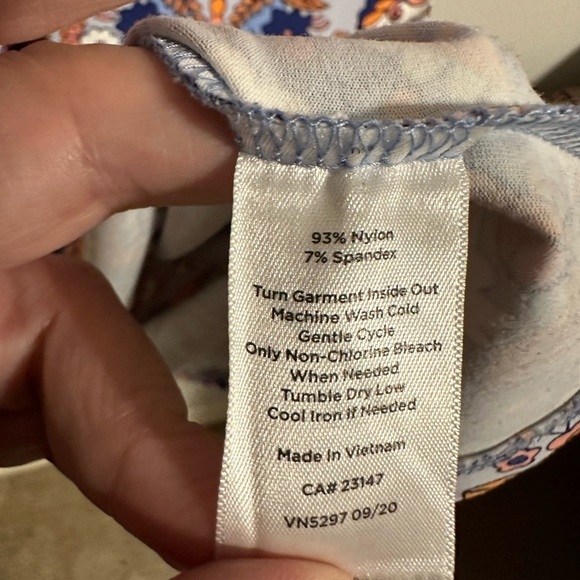 93% Nylon
7% Spandex
Turn Garment Inside Out
Machine Wash Cold
Gentle Cycle
Only Non-Chlorine Bleach
When Needed
Tumble Dry Low
Cool Iron if Needed
Made in Vietnam
CA# 23147
VN5297 09/20